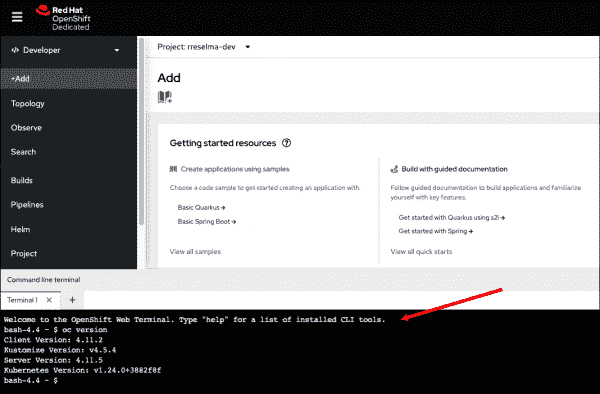 Red Hat
OpenShift
Dedicated
</> Developer
Project: rreselma-dev
+Add
Topology
Observe
Search
Builds
Pipelines
Helm
Project
Add
Getting started resources
Create applications using samples
Choose a code sample to get started creating an application with.
Basic Quarkus →
Basic Spring Boot →
View all samples
Build with guided documentation
Follow guided documentation to build applications and familiarize
yourself with key features.
Get started with Quarkus using s2i →
Get started with Spring →
View all quick starts
Command line terminal
Terminal 1 × +
Welcome to the OpenShift Web Terminal. Type "help" for a list of installed CLI tools.
bash-4.4 ~ $ oc version
Client Version: 4.11.2
Kustomize Version: v4.5.4
Server Version: 4.11.5
Kubernetes Version: v1.24.0+3882f8f
bash-4.4 ~ $